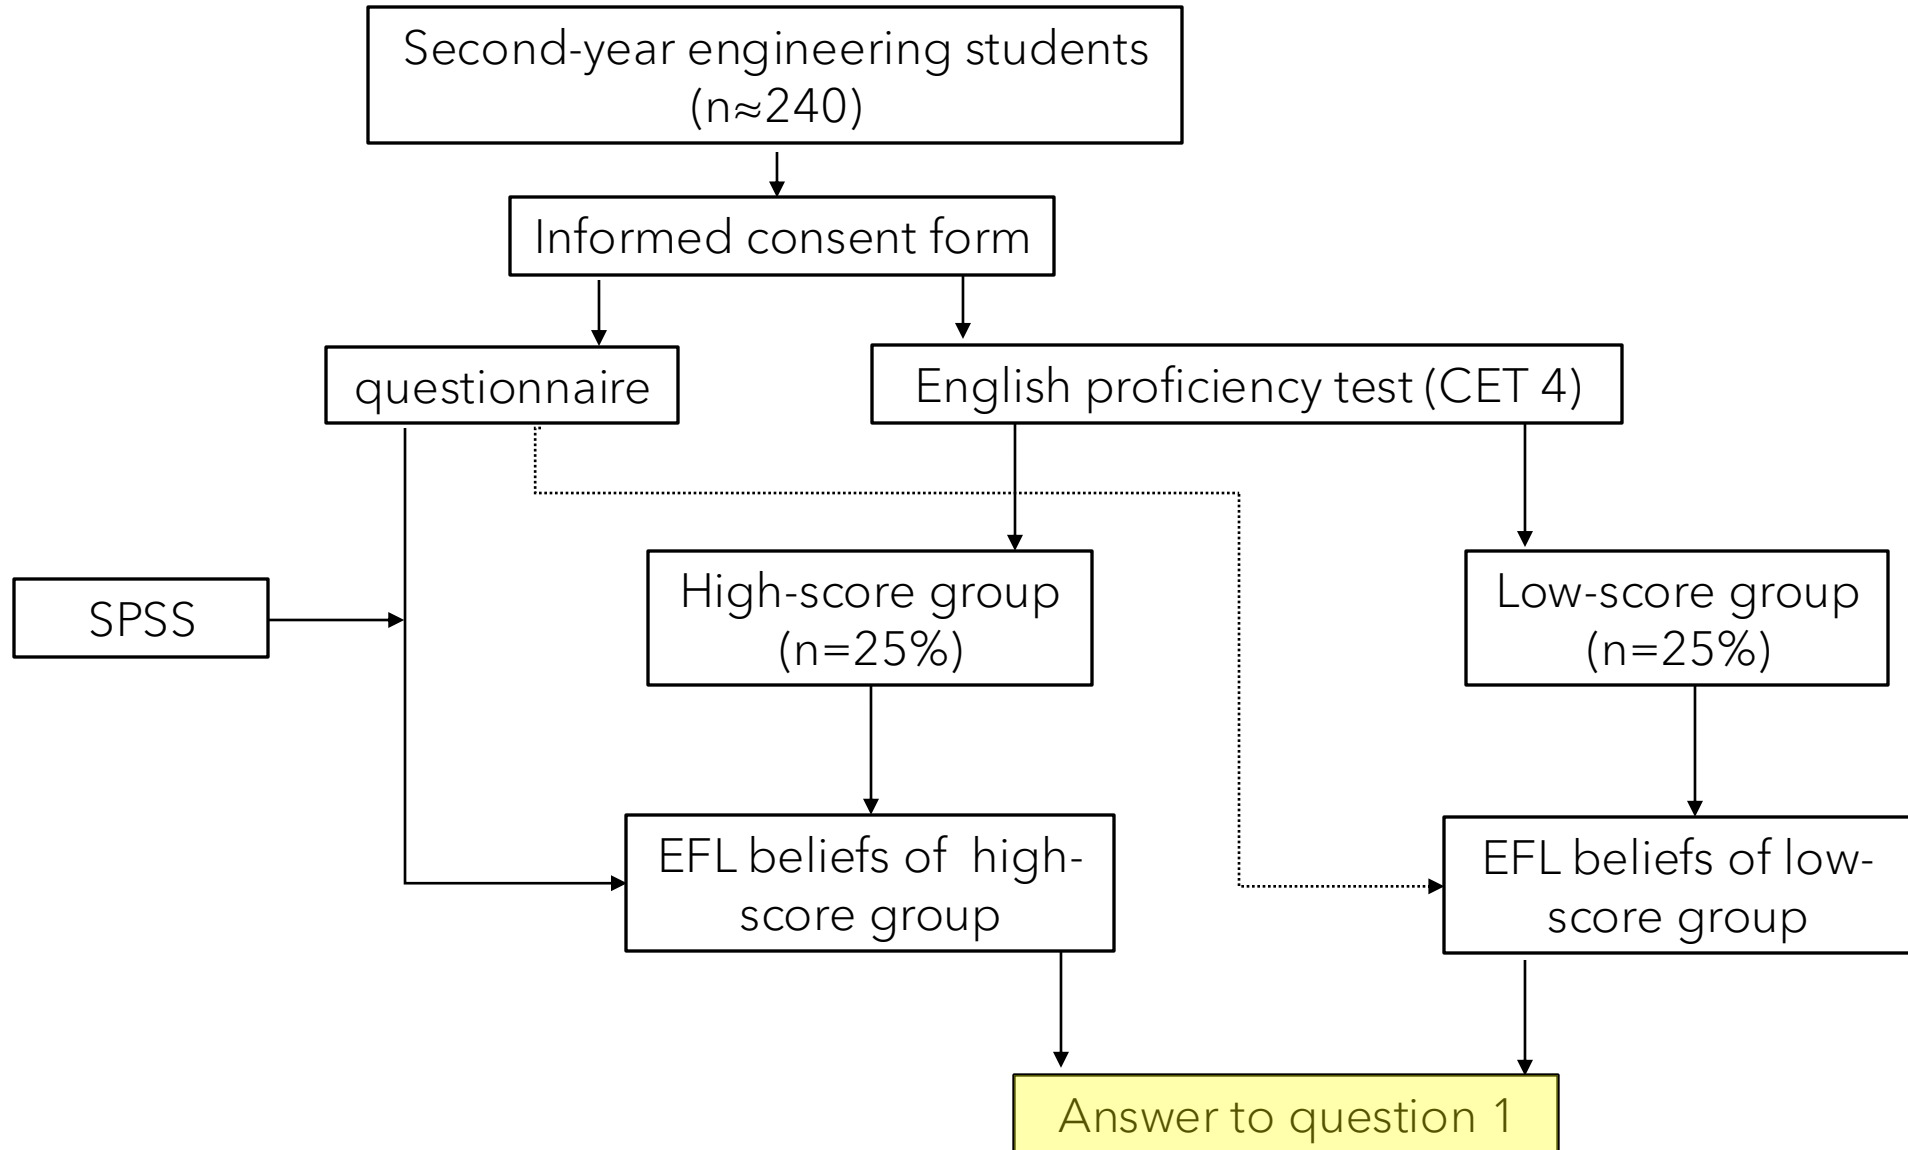 Second-year engineering students
(n≈240)
Informed consent form
questionnaire
English proficiency test (CET 4)
SPSS
High-score group
(n=25%)
Low-score group
(n=25%)
EFL beliefs of high-
score group
EFL beliefs of low-
score group
Answer to question 1